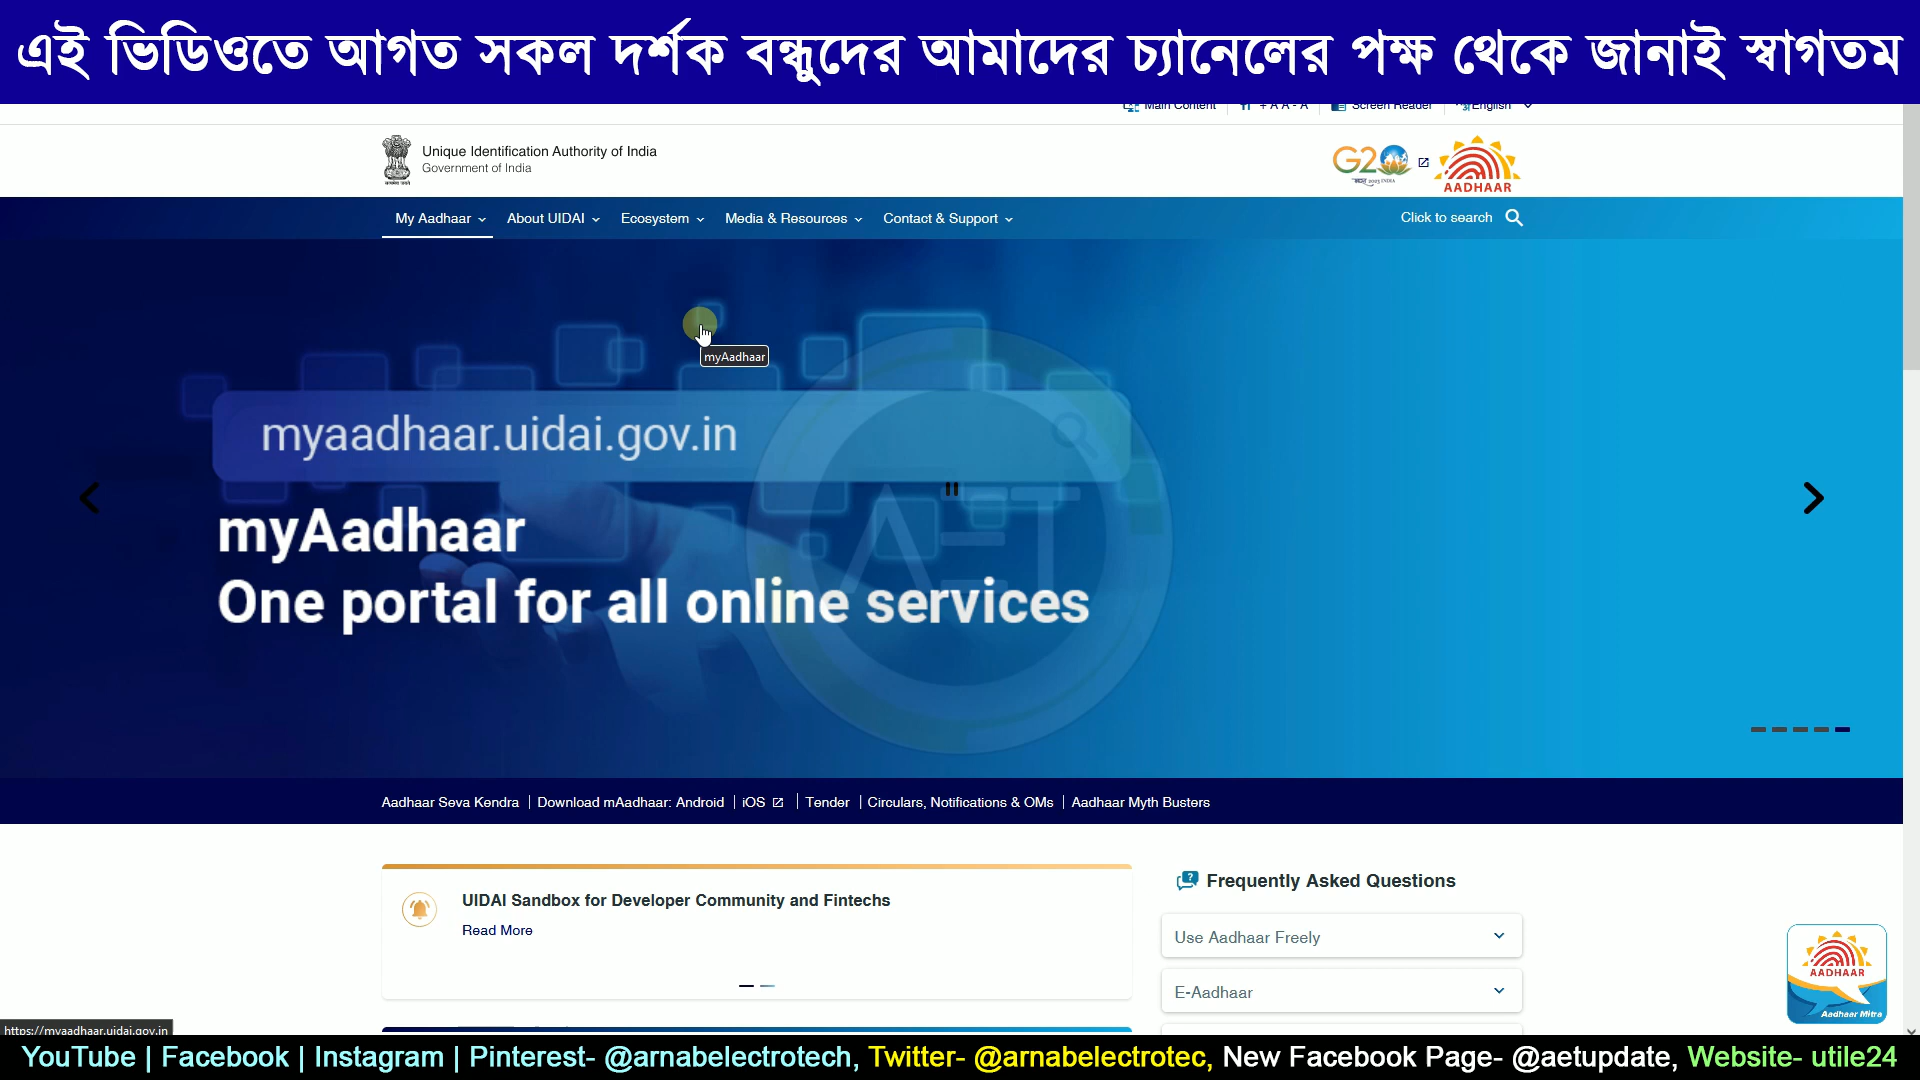 এই ভিডিওতে আগত সকল দর্শক বন্ধুদের আমাদের চ্যানেলের পক্ষ থেকে জানাই স্বাগতম
Main Content + A A - A Screen Reader English
Unique Identification Authority of India
Government of India
G20
AADHAAR
My Aadhaar About UIDAI Ecosystem Media & Resources Contact & Support Click to search
myAadhaar
myaadhaar.uidai.gov.in
AET
myAadhaar
One portal for all online services
Aadhaar Seva Kendra | Download mAadhaar: Android | iOS | Tender | Circulars, Notifications & OMs | Aadhaar Myth Busters
UIDAI Sandbox for Developer Community and Fintechs
Read More
Frequently Asked Questions
Use Aadhaar Freely
E-Aadhaar
AADHAAR
Aadhaar Mitra
https://myaadhaar.uidai.gov.in
YouTube | Facebook | Instagram | Pinterest- @arnabelectrotech, Twitter- @arnabelectrotec, New Facebook Page- @aetupdate, Website- utile24